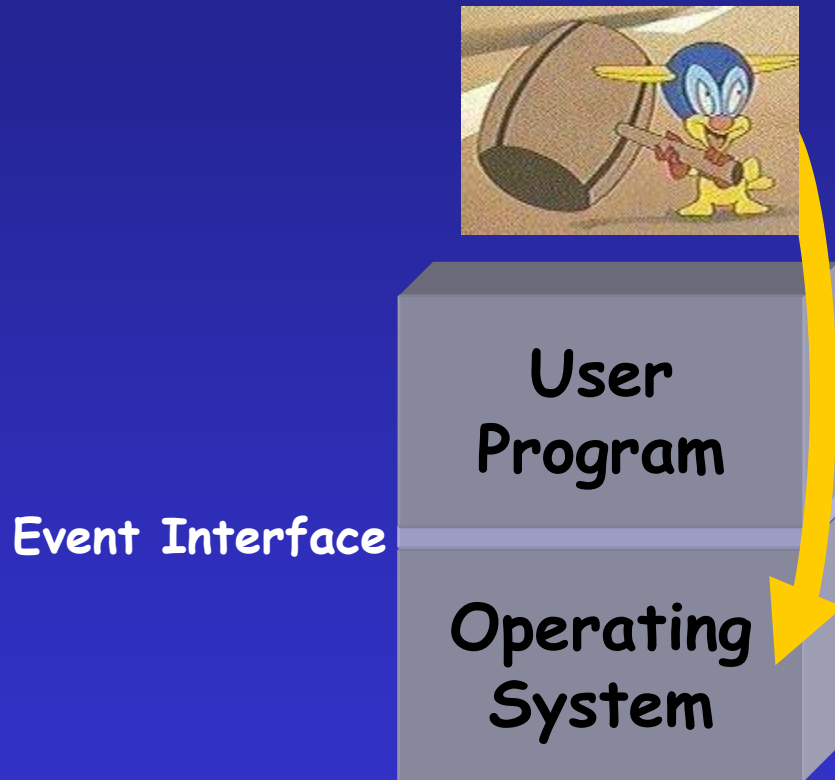 User
Program
Event Interface
Operating
System